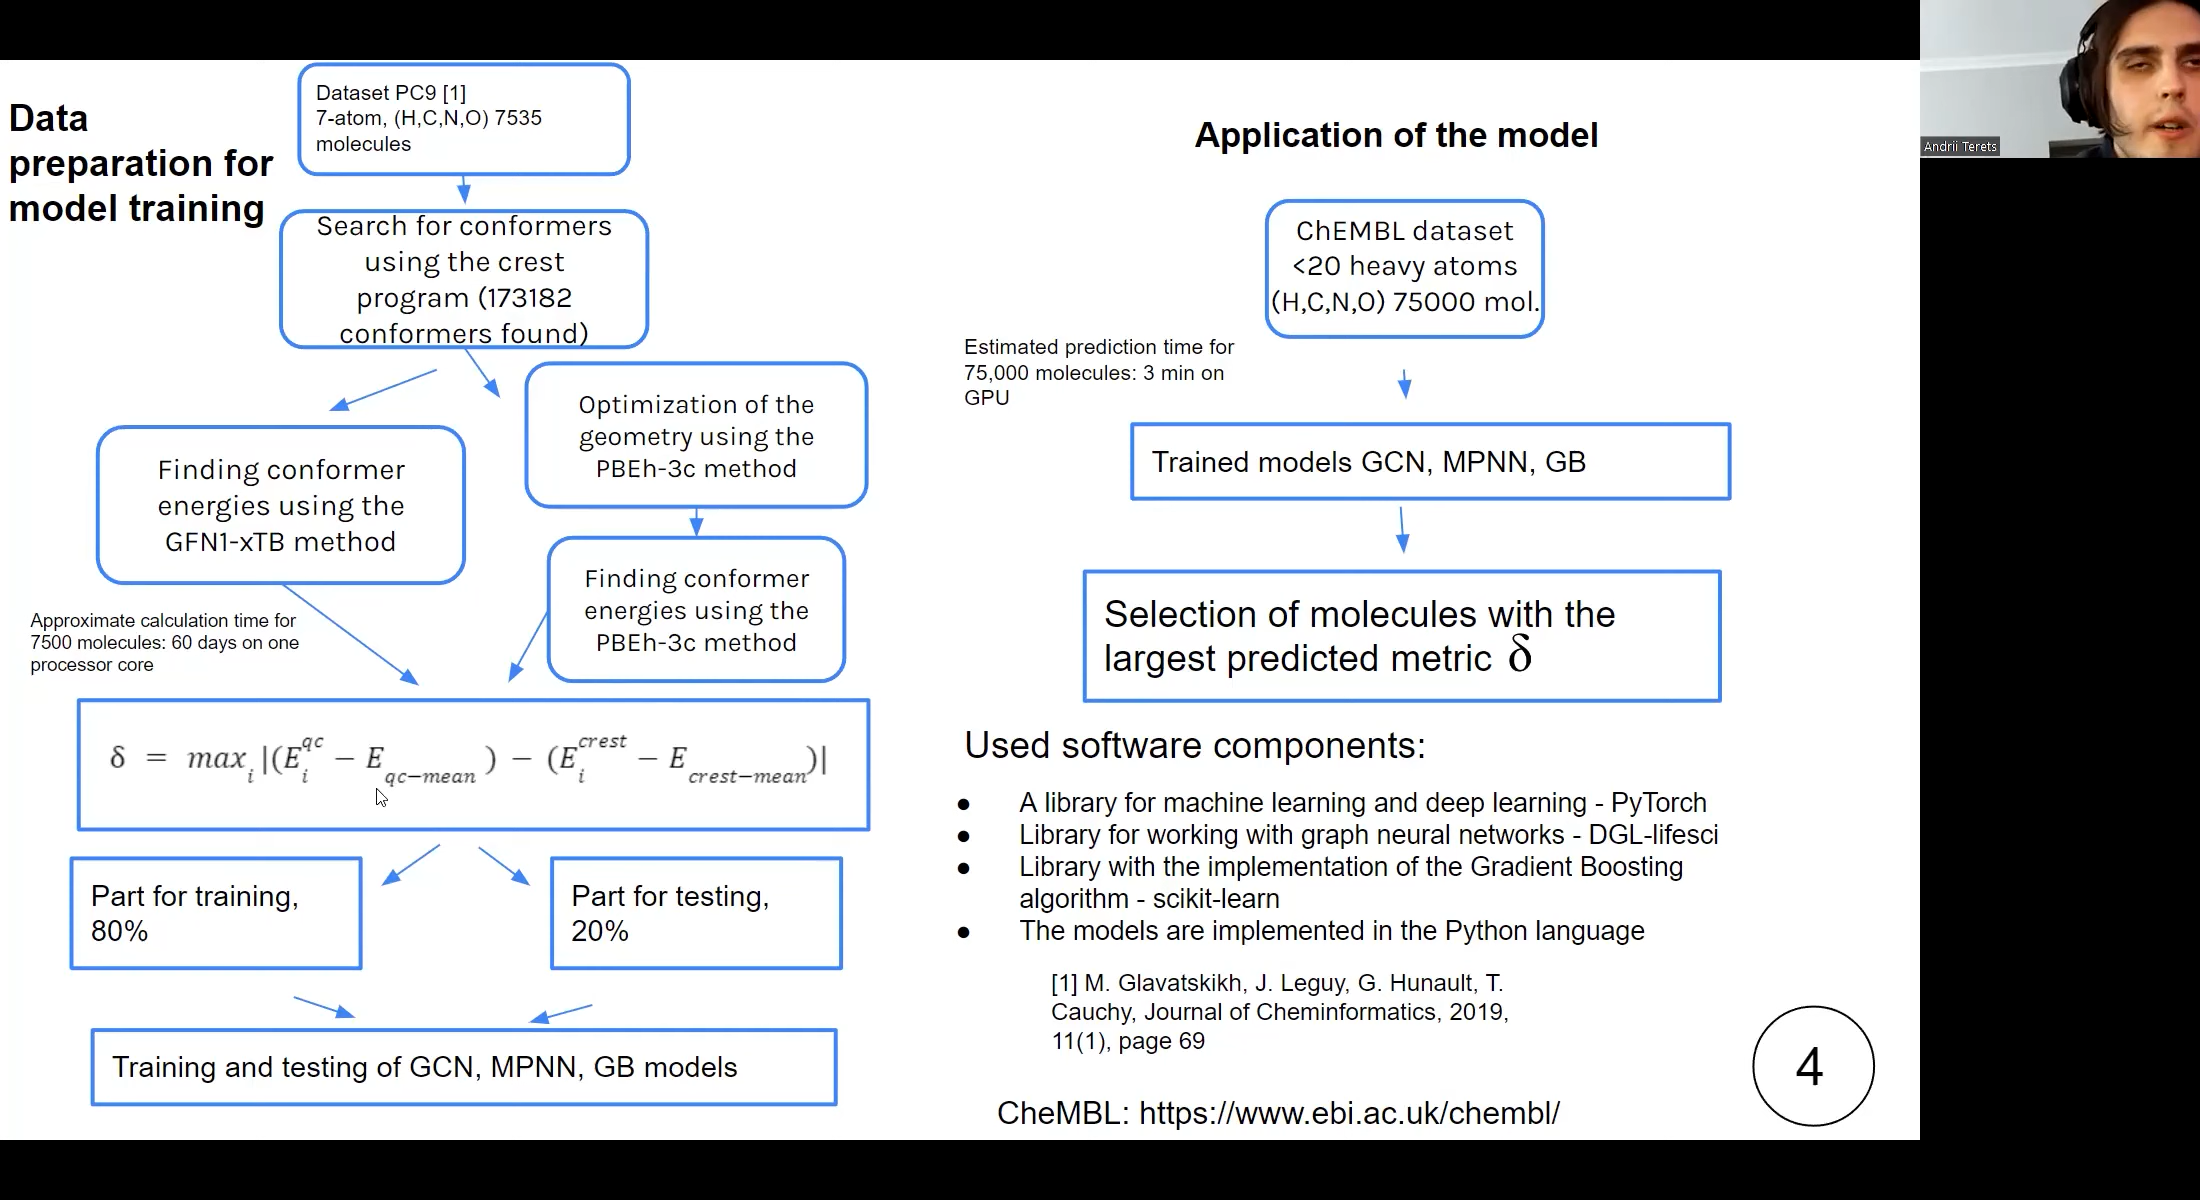 Data
preparation for
model training
Dataset PC9 [1]
7-atom, (H,C,N,O) 7535
molecules
Search for conformers
using the crest
program (173182
conformers found)
Finding conformer
energies using the
GFN1-xTB method
Optimization of the
geometry using the
PBEh-3c method
Finding conformer
energies using the
PBEh-3c method
Approximate calculation time for
7500 molecules: 60 days on one
processor core
δ = max_i |(E_i^{qc} − E_{qc−mean}) − (E_i^{crest} − E_{crest−mean})|
Part for training,
80%
Part for testing,
20%
Training and testing of GCN, MPNN, GB models
Application of the model
ChEMBL dataset
<20 heavy atoms
(H,C,N,O) 75000 mol.
Estimated prediction time for
75,000 molecules: 3 min on
GPU
Trained models GCN, MPNN, GB
Selection of molecules with the
largest predicted metric δ
Used software components:
● A library for machine learning and deep learning - PyTorch
● Library for working with graph neural networks - DGL-lifesci
● Library with the implementation of the Gradient Boosting
algorithm - scikit-learn
● The models are implemented in the Python language
[1] M. Glavatskikh, J. Leguy, G. Hunault, T.
Cauchy, Journal of Cheminformatics, 2019,
11(1), page 69
CheMBL: https://www.ebi.ac.uk/chembl/
4
Andrii Terets